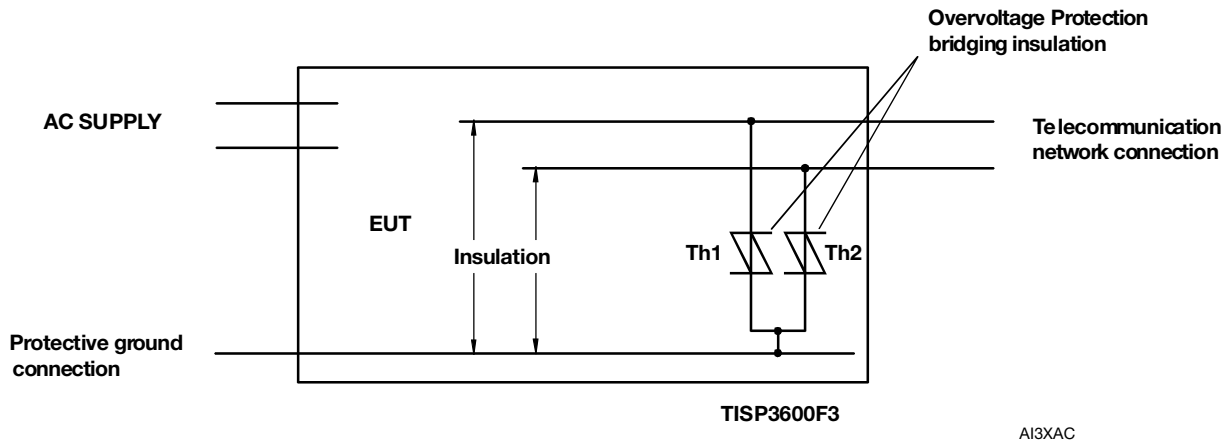 Overvoltage Protection
bridging insulation
AC SUPPLY
Telecommunication
network connection
EUT
Insulation
Th1
Th2
Protective ground
connection
TISP3600F3
AI3XAC